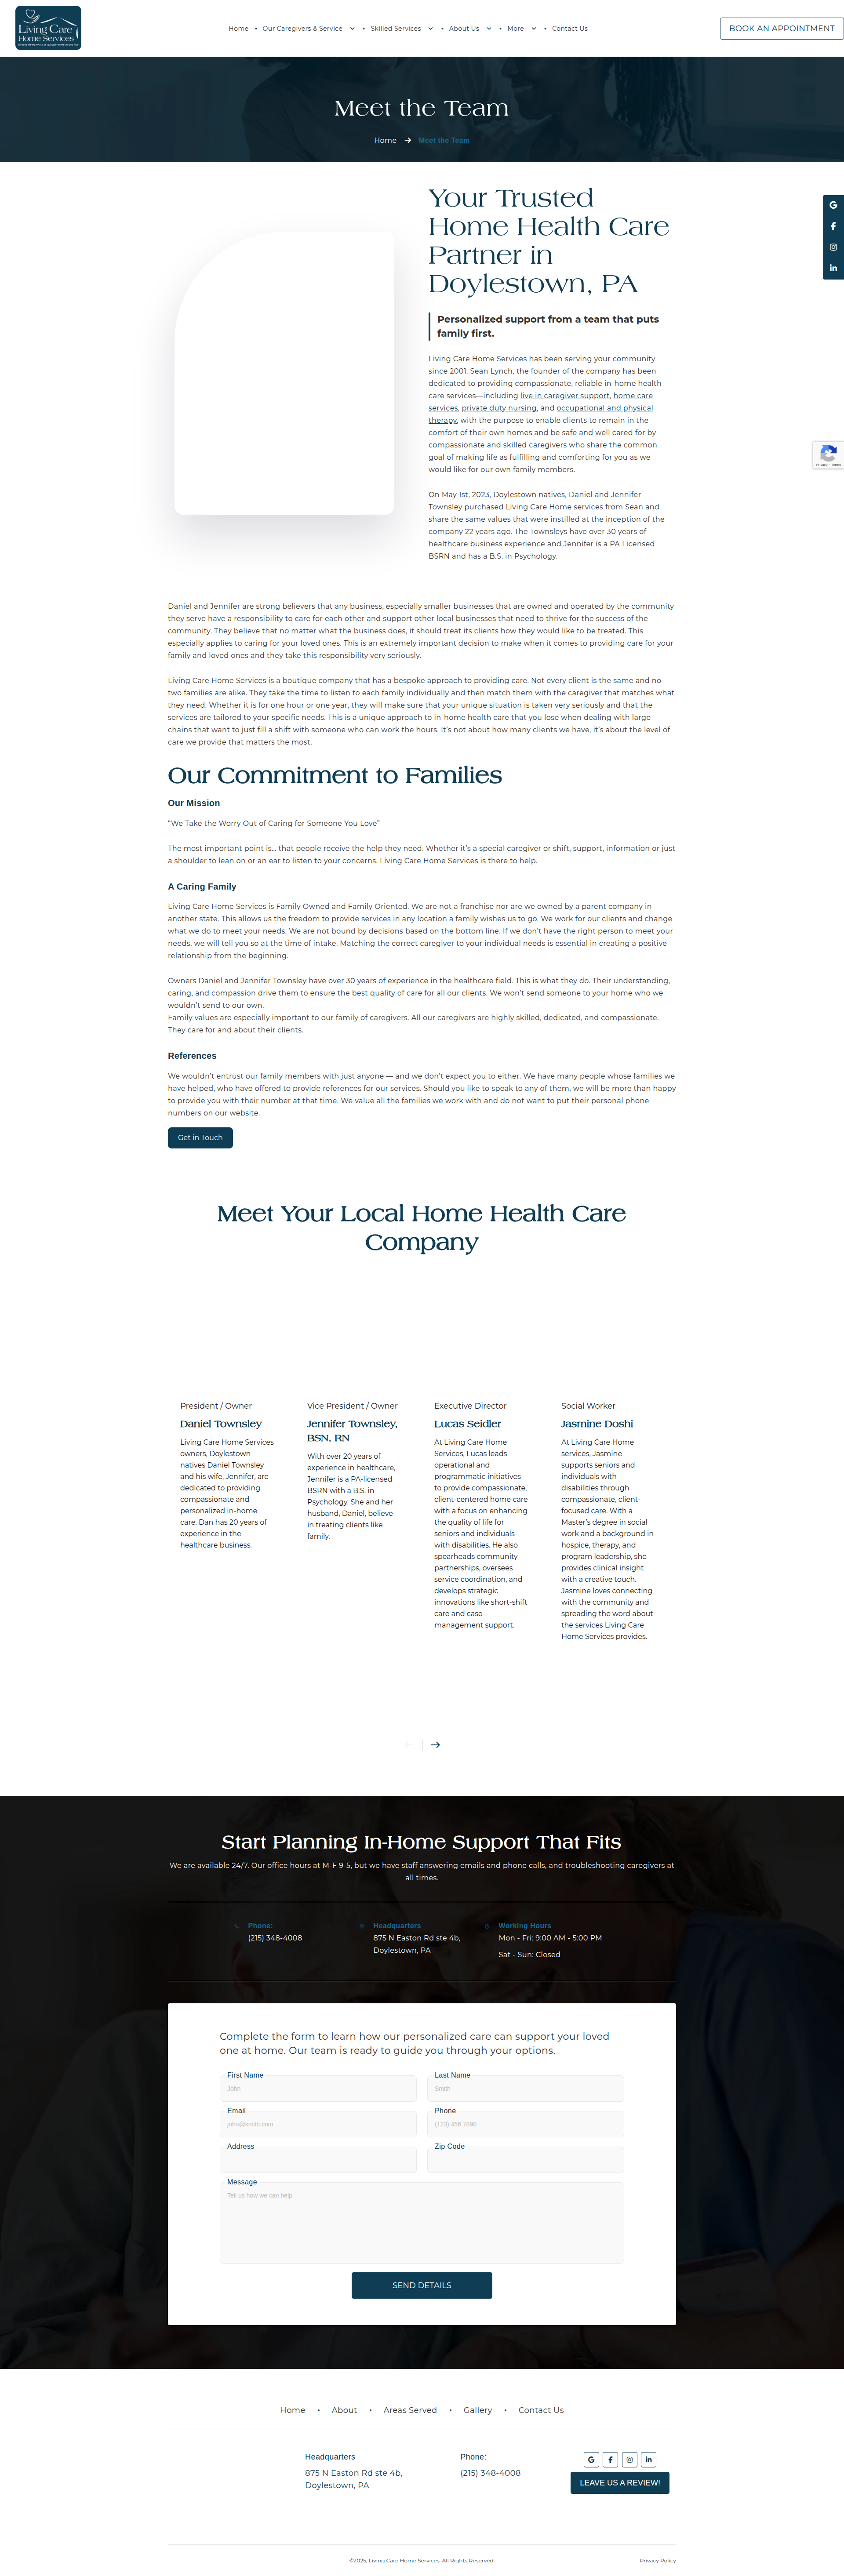 Living Care
Home Services
Home • Our Caregivers & Service • Skilled Services • About Us • More • Contact Us
BOOK AN APPOINTMENT
Meet the Team
Home → Meet the Team
Your Trusted
Home Health Care
Partner in
Doylestown, PA
Personalized support from a team that puts
family first.
Living Care Home Services has been serving your community
since 2001. Sean Lynch, the founder of the company has been
dedicated to providing compassionate, reliable in-home health
care services—including live in caregiver support, home care
services, private duty nursing, and occupational and physical
therapy, with the purpose to enable clients to remain in the
comfort of their own homes and be safe and well cared for by
compassionate and skilled caregivers who share the common
goal of making life as fulfilling and comforting for you as we
would like for our own family members.
On May 1st, 2023, Doylestown natives, Daniel and Jennifer
Townsley purchased Living Care Home services from Sean and
share the same values that were instilled at the inception of the
company 22 years ago. The Townsleys have over 30 years of
healthcare business experience and Jennifer is a PA Licensed
BSRN and has a B.S. in Psychology.
Privacy - Terms
Daniel and Jennifer are strong believers that any business, especially smaller businesses that are owned and operated by the community
they serve have a responsibility to care for each other and support other local businesses that need to thrive for the success of the
community. They believe that no matter what the business does, it should treat its clients how they would like to be treated. This
especially applies to caring for your loved ones. This is an extremely important decision to make when it comes to providing care for your
family and loved ones and they take this responsibility very seriously.
Living Care Home Services is a boutique company that has a bespoke approach to providing care. Not every client is the same and no
two families are alike. They take the time to listen to each family individually and then match them with the caregiver that matches what
they need. Whether it is for one hour or one year, they will make sure that your unique situation is taken very seriously and that the
services are tailored to your specific needs. This is a unique approach to in-home health care that you lose when dealing with large
chains that want to just fill a shift with someone who can work the hours. It's not about how many clients we have, it's about the level of
care we provide that matters the most.
Our Commitment to Families
Our Mission
"We Take the Worry Out of Caring for Someone You Love"
The most important point is… that people receive the help they need. Whether it's a special caregiver or shift, support, information or just
a shoulder to lean on or an ear to listen to your concerns. Living Care Home Services is there to help.
A Caring Family
Living Care Home Services is Family Owned and Family Oriented. We are not a franchise nor are we owned by a parent company in
another state. This allows us the freedom to provide services in any location a family wishes us to go. We work for our clients and change
what we do to meet your needs. We are not bound by decisions based on the bottom line. If we don't have the right person to meet your
needs, we will tell you so at the time of intake. Matching the correct caregiver to your individual needs is essential in creating a positive
relationship from the beginning.
Owners Daniel and Jennifer Townsley have over 30 years of experience in the healthcare field. This is what they do. Their understanding,
caring, and compassion drive them to ensure the best quality of care for all our clients. We won't send someone to your home who we
wouldn't send to our own.
Family values are especially important to our family of caregivers. All our caregivers are highly skilled, dedicated, and compassionate.
They care for and about their clients.
References
We wouldn't entrust our family members with just anyone — and we don't expect you to either. We have many people whose families we
have helped, who have offered to provide references for our services. Should you like to speak to any of them, we will be more than happy
to provide you with their number at that time. We value all the families we work with and do not want to put their personal phone
numbers on our website.
Get in Touch
Meet Your Local Home Health Care
Company
President / Owner
Daniel Townsley
Living Care Home Services
owners, Doylestown
natives Daniel Townsley
and his wife, Jennifer, are
dedicated to providing
compassionate and
personalized in-home
care. Dan has 20 years of
experience in the
healthcare business.
Vice President / Owner
Jennifer Townsley,
BSN, RN
With over 20 years of
experience in healthcare,
Jennifer is a PA-licensed
BSRN with a B.S. in
Psychology. She and her
husband, Daniel, believe
in treating clients like
family.
Executive Director
Lucas Seidler
At Living Care Home
Services, Lucas leads
operational and
programmatic initiatives
to provide compassionate,
client-centered home care
with a focus on enhancing
the quality of life for
seniors and individuals
with disabilities. He also
spearheads community
partnerships, oversees
service coordination, and
develops strategic
innovations like short-shift
care and case
management support.
Social Worker
Jasmine Doshi
At Living Care Home
services, Jasmine
supports seniors and
individuals with
disabilities through
compassionate, client-
focused care. With a
Master's degree in social
work and a background in
hospice, therapy, and
program leadership, she
provides clinical insight
with a creative touch.
Jasmine loves connecting
with the community and
spreading the word about
the services Living Care
Home Services provides.
Start Planning In-Home Support That Fits
We are available 24/7. Our office hours at M-F 9-5, but we have staff answering emails and phone calls, and troubleshooting caregivers at
all times.
Phone:
(215) 348-4008
Headquarters
875 N Easton Rd ste 4b,
Doylestown, PA
Working Hours
Mon - Fri: 9:00 AM - 5:00 PM
Sat - Sun: Closed
Complete the form to learn how our personalized care can support your loved
one at home. Our team is ready to guide you through your options.
First Name
John
Last Name
Smith
Email
john@smith.com
Phone
(123) 456 7890
Address
Zip Code
Message
Tell us how we can help
SEND DETAILS
Home • About • Areas Served • Gallery • Contact Us
Headquarters
875 N Easton Rd ste 4b,
Doylestown, PA
Phone:
(215) 348-4008
LEAVE US A REVIEW!
©2025, Living Care Home Services. All Rights Reserved.
Privacy Policy